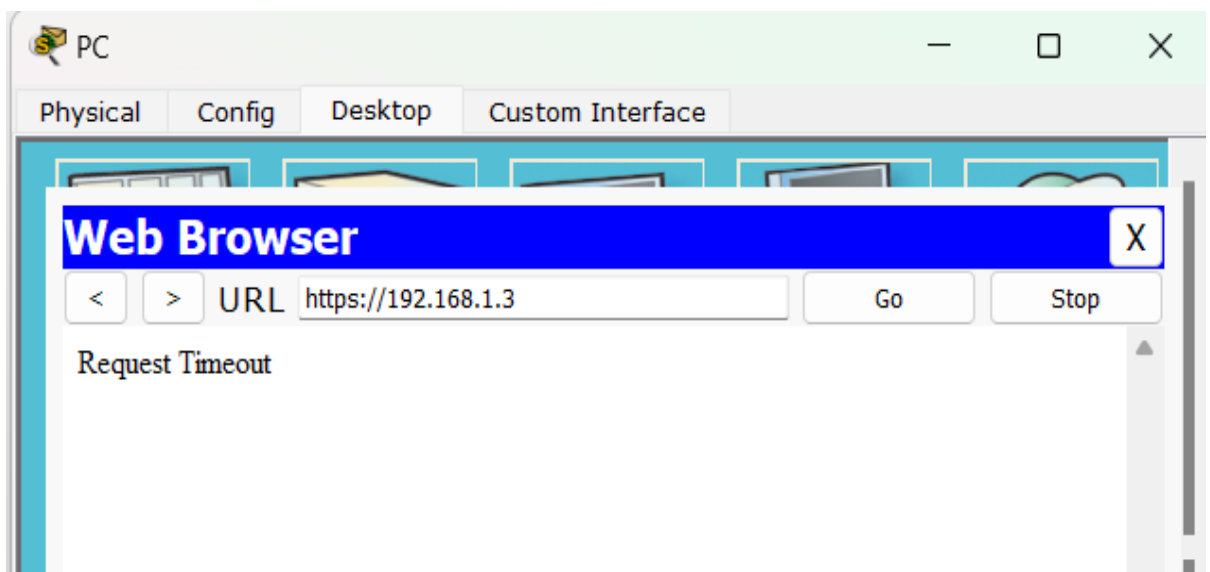 PC
Physical Config Desktop Custom Interface
Web Browser X
< > URL https://192.168.1.3 Go Stop
Request Timeout